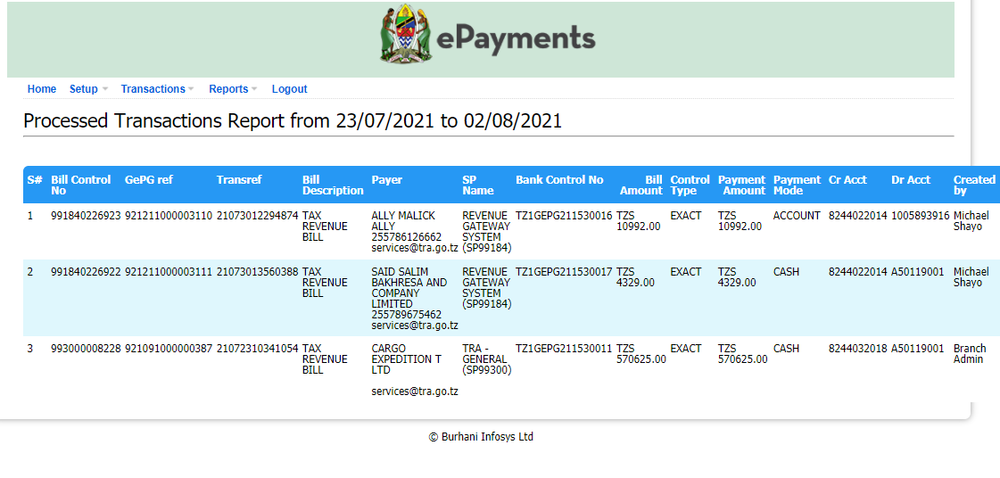 ePayments
Home Setup Transactions Reports Logout
Processed Transactions Report from 23/07/2021 to 02/08/2021
S# Bill Control No GePG ref Transref Bill Description Payer SP Name Bank Control No Bill Amount Control Type Payment Amount Payment Mode Cr Acct Dr Acct Created by
1 991840226923 921211000003110 21073012294874 TAX REVENUE BILL ALLY MALICK ALLY 255786126662 services@tra.go.tz REVENUE GATEWAY SYSTEM (SP99184) TZ1GEPG211530016 TZS 10992.00 EXACT TZS 10992.00 ACCOUNT 8244022014 1005893916 Michael Shayo
2 991840226922 921211000003111 21073013560388 TAX REVENUE BILL SAID SALIM BAKHRESA AND COMPANY LIMITED 255789675462 services@tra.go.tz REVENUE GATEWAY SYSTEM (SP99184) TZ1GEPG211530017 TZS 4329.00 EXACT TZS 4329.00 CASH 8244022014 A50119001 Michael Shayo
3 993000008228 921091000000387 21072310341054 TAX REVENUE BILL CARGO EXPEDITION T LTD services@tra.go.tz TRA - GENERAL (SP99300) TZ1GEPG211530011 TZS 570625.00 EXACT TZS 570625.00 CASH 8244032018 A50119001 Branch Admin
© Burhani Infosys Ltd